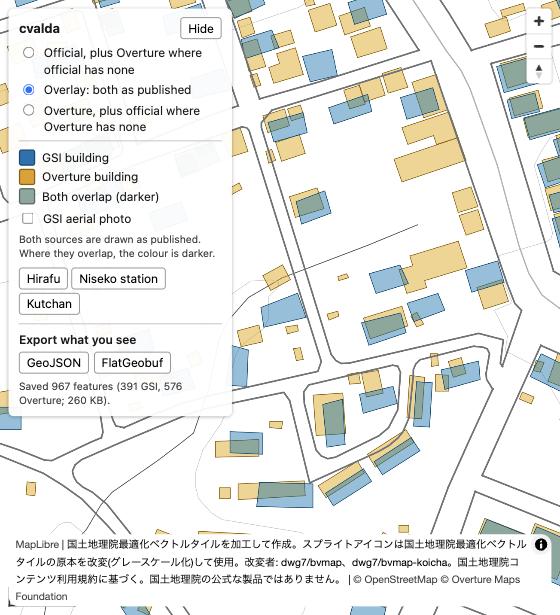 cvalda
Hide
Official, plus Overture where
official has none
Overlay: both as published
Overture, plus official where
Overture has none
GSI building
Overture building
Both overlap (darker)
GSI aerial photo
Both sources are drawn as published.
Where they overlap, the colour is darker.
Hirafu
Niseko station
Kutchan
Export what you see
GeoJSON
FlatGeobuf
Saved 967 features (391 GSI, 576
Overture; 260 KB).
MapLibre | 国土地理院最適化ベクトルタイルを加工して作成。スプライトアイコンは国土地理院最適化ベクトル
タイルの原本を改変(グレースケール化)して使用。改変者: dwg7/bvmap、dwg7/bvmap-koicha。国土地理院コ
ンテンツ利用規約に基づく。国土地理院の公式な製品ではありません。 | © OpenStreetMap © Overture Maps
Foundation